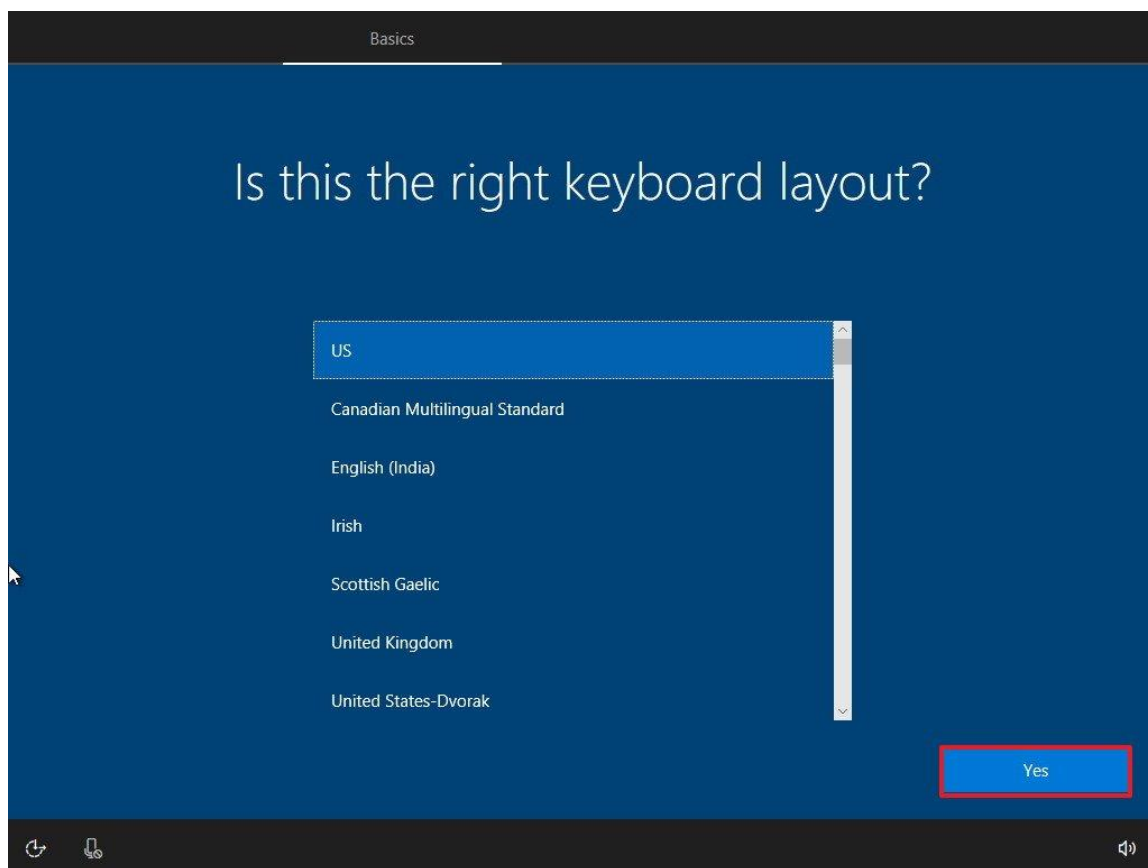 Basics
Is this the right keyboard layout?
US
Canadian Multilingual Standard
English (India)
Irish
Scottish Gaelic
United Kingdom
United States-Dvorak
Yes